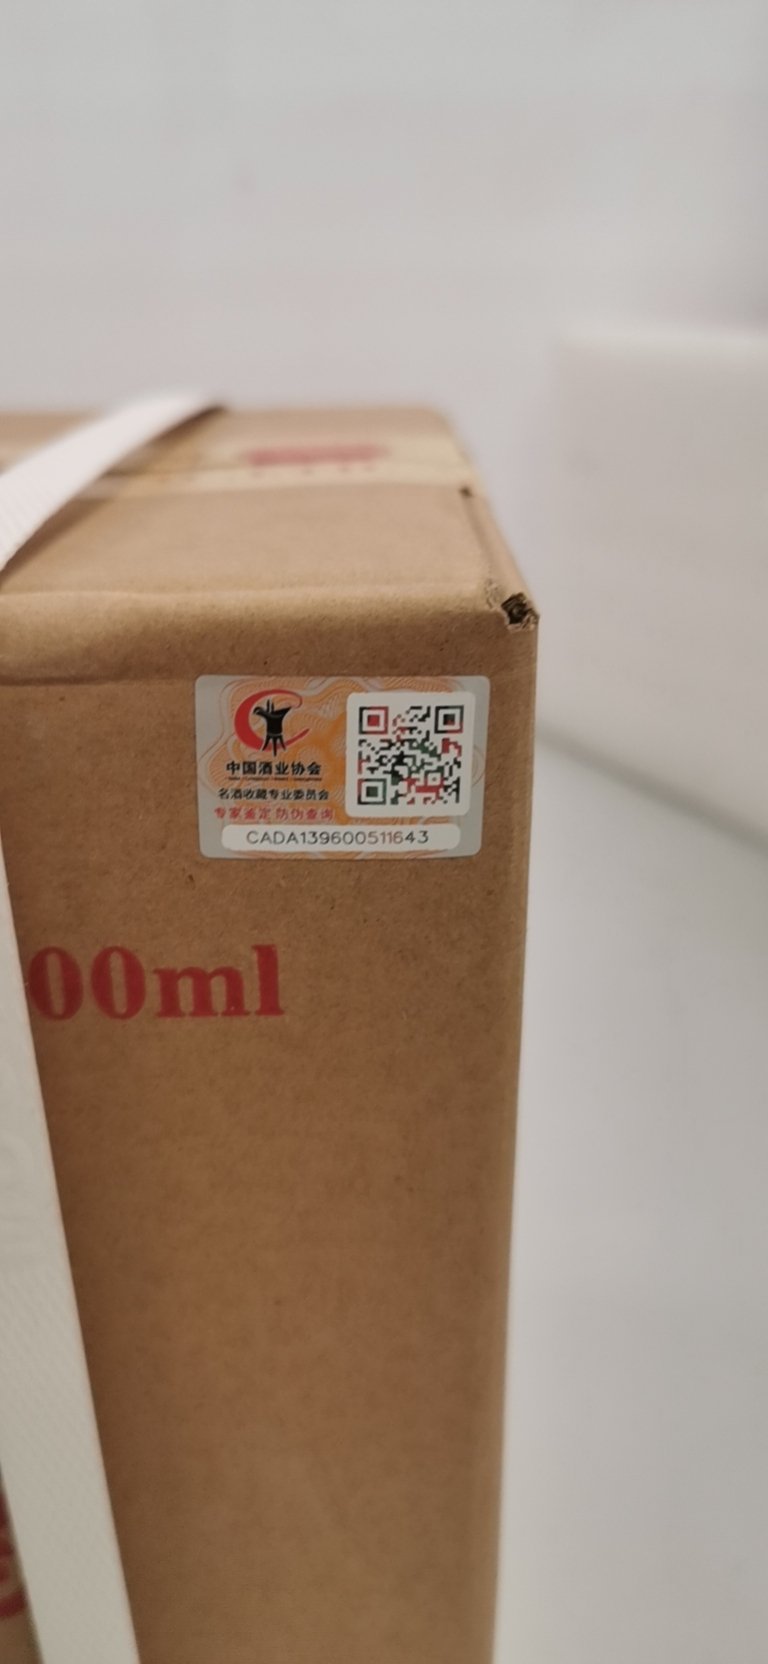 中国酒业协会
名酒收藏专业委员会
专家鉴定 防伪查询
CADA139600511643
00ml